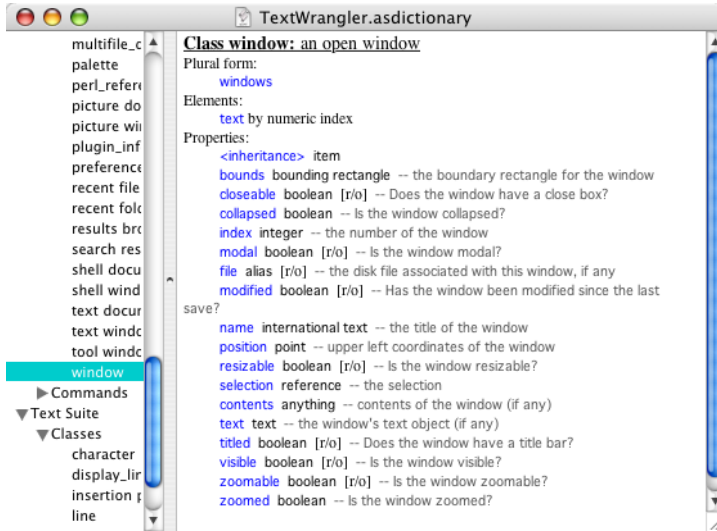 TextWrangler.asdictionary
multifile_c
palette
perl_refere
picture do
picture wi
plugin_inf
preference
recent file
recent folc
results brc
search res
shell docu
shell wind
text docur
text windc
tool windc
window
Commands
Text Suite
Classes
character
display_lir
insertion p
line
Class window: an open window
Plural form:
windows
Elements:
text by numeric index
Properties:
<inheritance> item
bounds bounding rectangle -- the boundary rectangle for the window
closeable boolean [r/o] -- Does the window have a close box?
collapsed boolean -- Is the window collapsed?
index integer -- the number of the window
modal boolean [r/o] -- Is the window modal?
file alias [r/o] -- the disk file associated with this window, if any
modified boolean [r/o] -- Has the window been modified since the last
save?
name international text -- the title of the window
position point -- upper left coordinates of the window
resizable boolean [r/o] -- Is the window resizable?
selection reference -- the selection
contents anything -- contents of the window (if any)
text text -- the window's text object (if any)
titled boolean [r/o] -- Does the window have a title bar?
visible boolean [r/o] -- Is the window visible?
zoomable boolean [r/o] -- Is the window zoomable?
zoomed boolean -- Is the window zoomed?